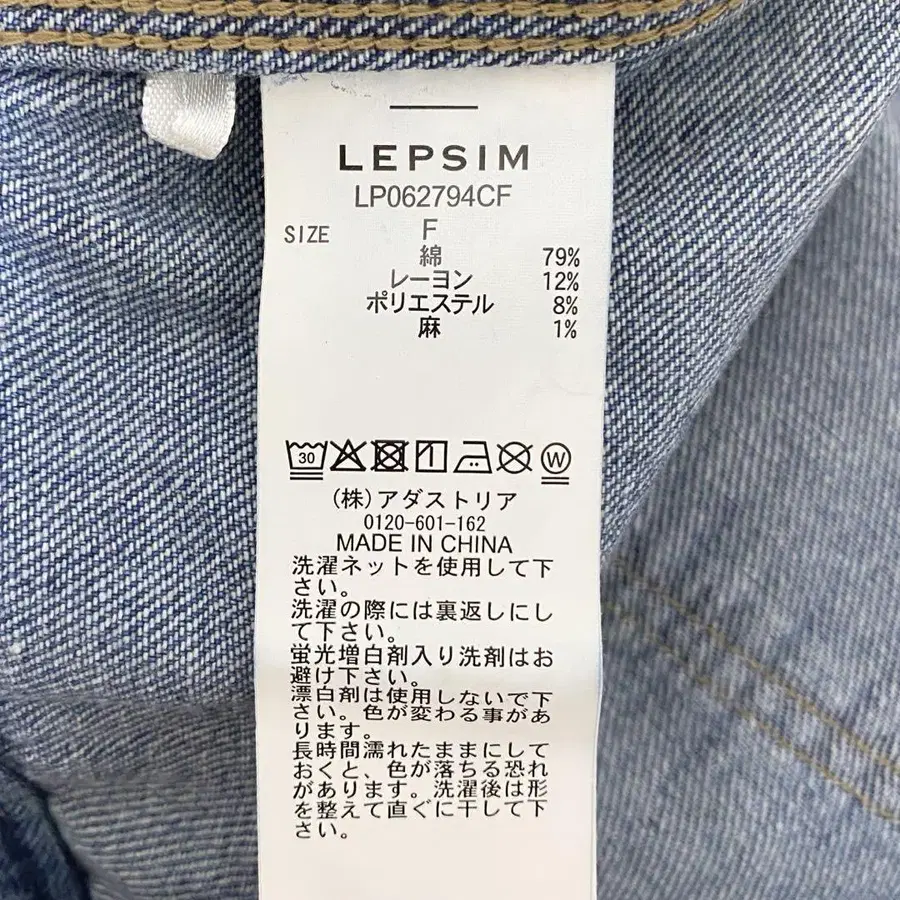 LEPSIM
LP062794CF
SIZE F
綿 79%
レーヨン 12%
ポリエステル 8%
麻 1%
30 W
(株)アダストリア
0120-601-162
MADE IN CHINA
洗濯ネットを使用して下
さい。
洗濯の際には裏返しにし
て下さい。
蛍光増白剤入り洗剤はお
避け下さい。
漂白剤は使用しないで下
さい。色が変わる事があ
ります。
長時間濡れたままにして
おくと、色が落ちる恐れ
があります。洗濯後は形
を整えて直ぐに干して下
さい。